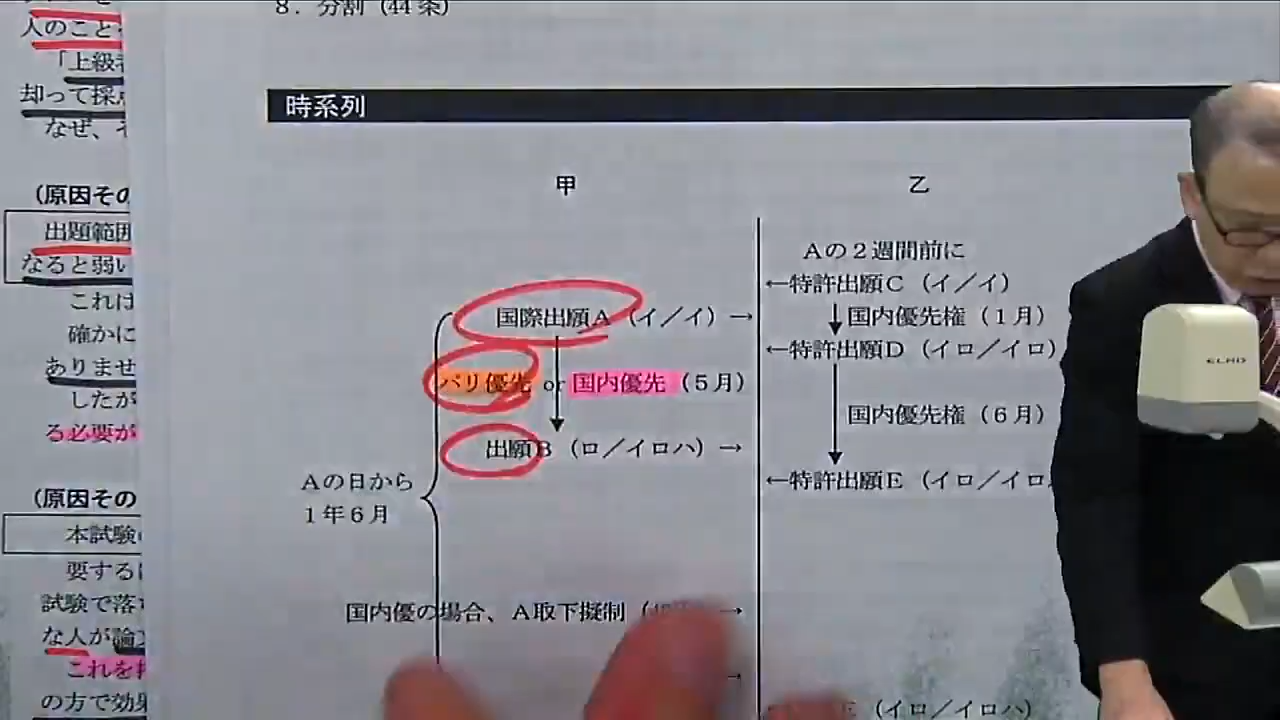 人のこと
「上級
却って採
なぜ、
(原因その
出題範囲
なると弱い
これは
確かに
ありませ
したが
る必要が
(原因その
本試験
要する
試験で落
な人が論
これを
の方で効果
8．分割（44条）
時系列
甲
乙
Aの2週間前に
←特許出願C（イ／イ）
国際出願A（イ／イ）→
国内優先権（1月）
←特許出願D（イロ／イロ）
パリ優先 or 国内優先（5月）
国内優先権（6月）
出願B（ロ／イロハ）→
←特許出願E（イロ／イロ
Aの日から
1年6月
国内優の場合、A取下擬制（
→
→
（イロ／イロハ）
ELMO